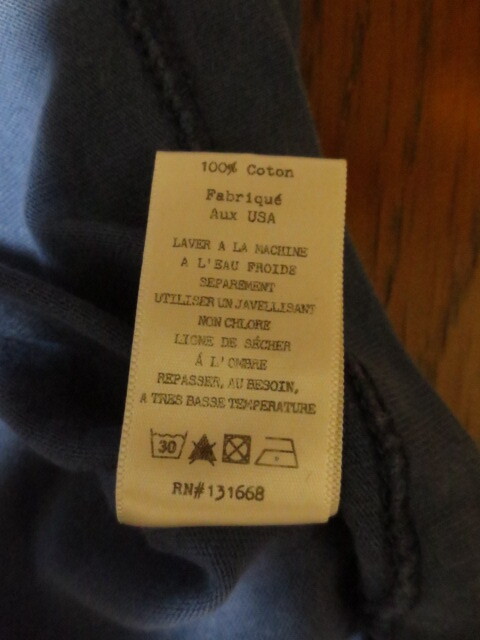 100% Coton
Fabriqué
Aux USA
LAVER A LA MACHINE
A L'EAU FROIDE
SEPAREMENT
UTILISER UN JAVELLISANT
NON CHLORE
LIGNE DE SÉCHER
Á L'OMBRE
REPASSER, AU BESOIN,
A TRES BASSE TEMPERATURE
30
RN#131668